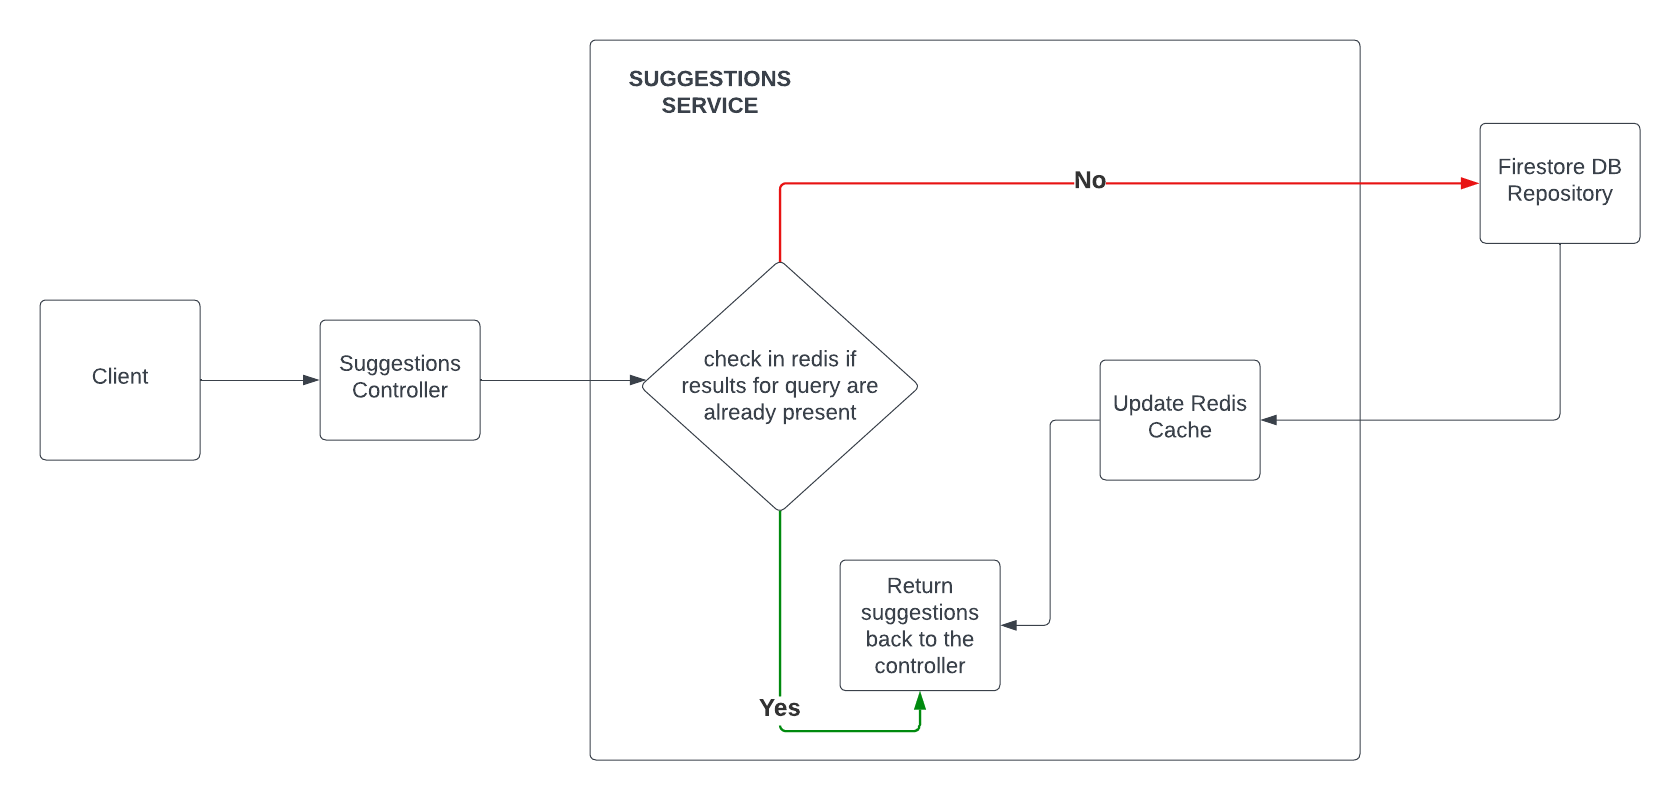 SUGGESTIONS
SERVICE
No
Firestore DB
Repository
Client
Suggestions
Controller
check in redis if
results for query are
already present
Update Redis
Cache
Return
suggestions
back to the
controller
Yes